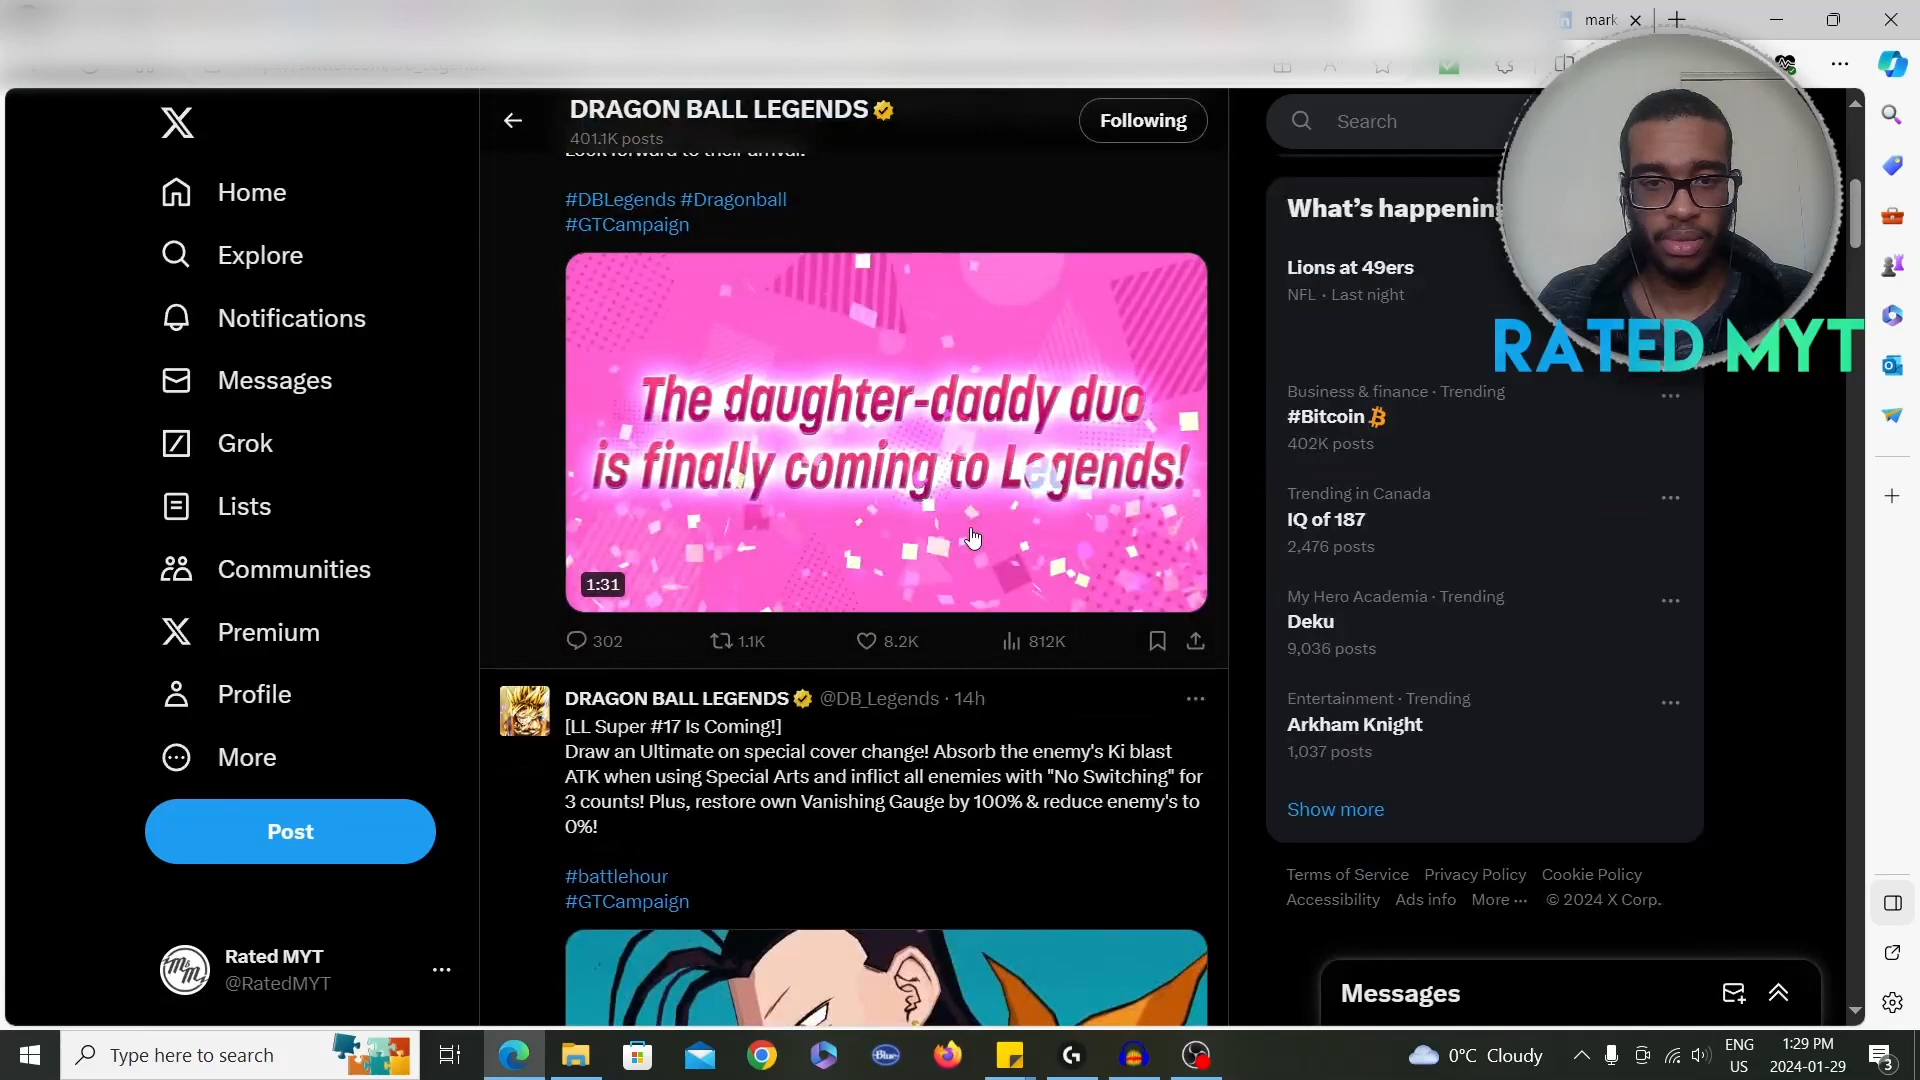 mark
DRAGON BALL LEGENDS
401.1K posts
Following
Search
Home
Explore
Notifications
Messages
Grok
Lists
Communities
Premium
Profile
More
Post
Rated MYT
@RatedMYT
Look forward to their arrival.
#DBLegends #Dragonball
#GTCampaign
The daughter-daddy duo
is finally coming to Legends!
1:31
302
1.1K
8.2K
812K
DRAGON BALL LEGENDS @DB_Legends · 14h
[LL Super #17 Is Coming!]
Draw an Ultimate on special cover change! Absorb the enemy's Ki blast
ATK when using Special Arts and inflict all enemies with "No Switching" for
3 counts! Plus, restore own Vanishing Gauge by 100% & reduce enemy's to
0%!
#battlehour
#GTCampaign
What's happening
Lions at 49ers
NFL · Last night
RATED MYT
Business & finance · Trending
#Bitcoin
402K posts
Trending in Canada
IQ of 187
2,476 posts
My Hero Academia · Trending
Deku
9,036 posts
Entertainment · Trending
Arkham Knight
1,037 posts
Show more
Terms of Service Privacy Policy Cookie Policy
Accessibility Ads info More ··· © 2024 X Corp.
Messages
Type here to search
Blue
0°C Cloudy
ENG
US
1:29 PM
2024-01-29
3